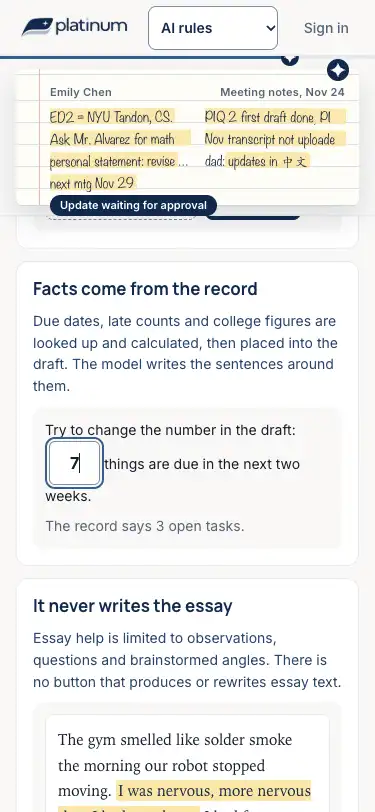 platinum
AI rules
Sign in
Emily Chen
Meeting notes, Nov 24
ED2 = NYU Tandon, CS.
Ask Mr. Alvarez for math
personal statement: revise ...
next mtg Nov 29
PIQ 2 first draft done, PI
Nov transcript not uploade
dad: updates in 中文
Update waiting for approval
Facts come from the record
Due dates, late counts and college figures are
looked up and calculated, then placed into the
draft. The model writes the sentences around
them.
Try to change the number in the draft:
7 things are due in the next two
weeks.
The record says 3 open tasks.
It never writes the essay
Essay help is limited to observations,
questions and brainstormed angles. There is
no button that produces or rewrites essay text.
The gym smelled like solder smoke
the morning our robot stopped
moving. I was nervous, more nervous